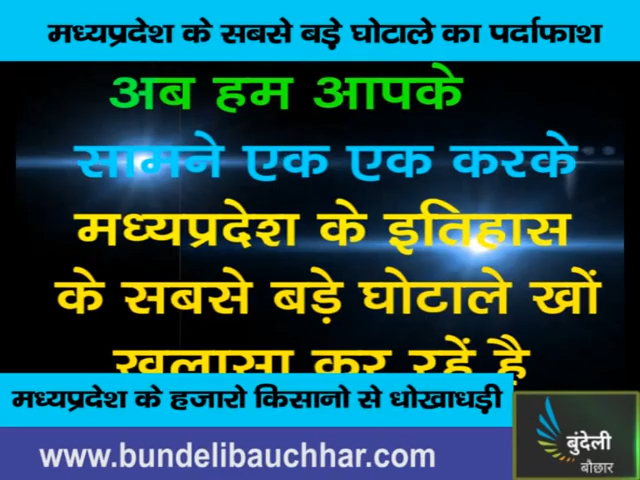 मध्यप्रदेश के सबसे बड़े घोटाले का पर्दाफाश
अब हम आपके
सामने एक एक करके
मध्यप्रदेश के इतिहास
के सबसे बड़े घोटाले खों
खुलासा कर रहें है
मध्यप्रदेश के हजारो किसानो से धोखाधड़ी
www.bundelibauchhar.com
बुंदेली
बौछार